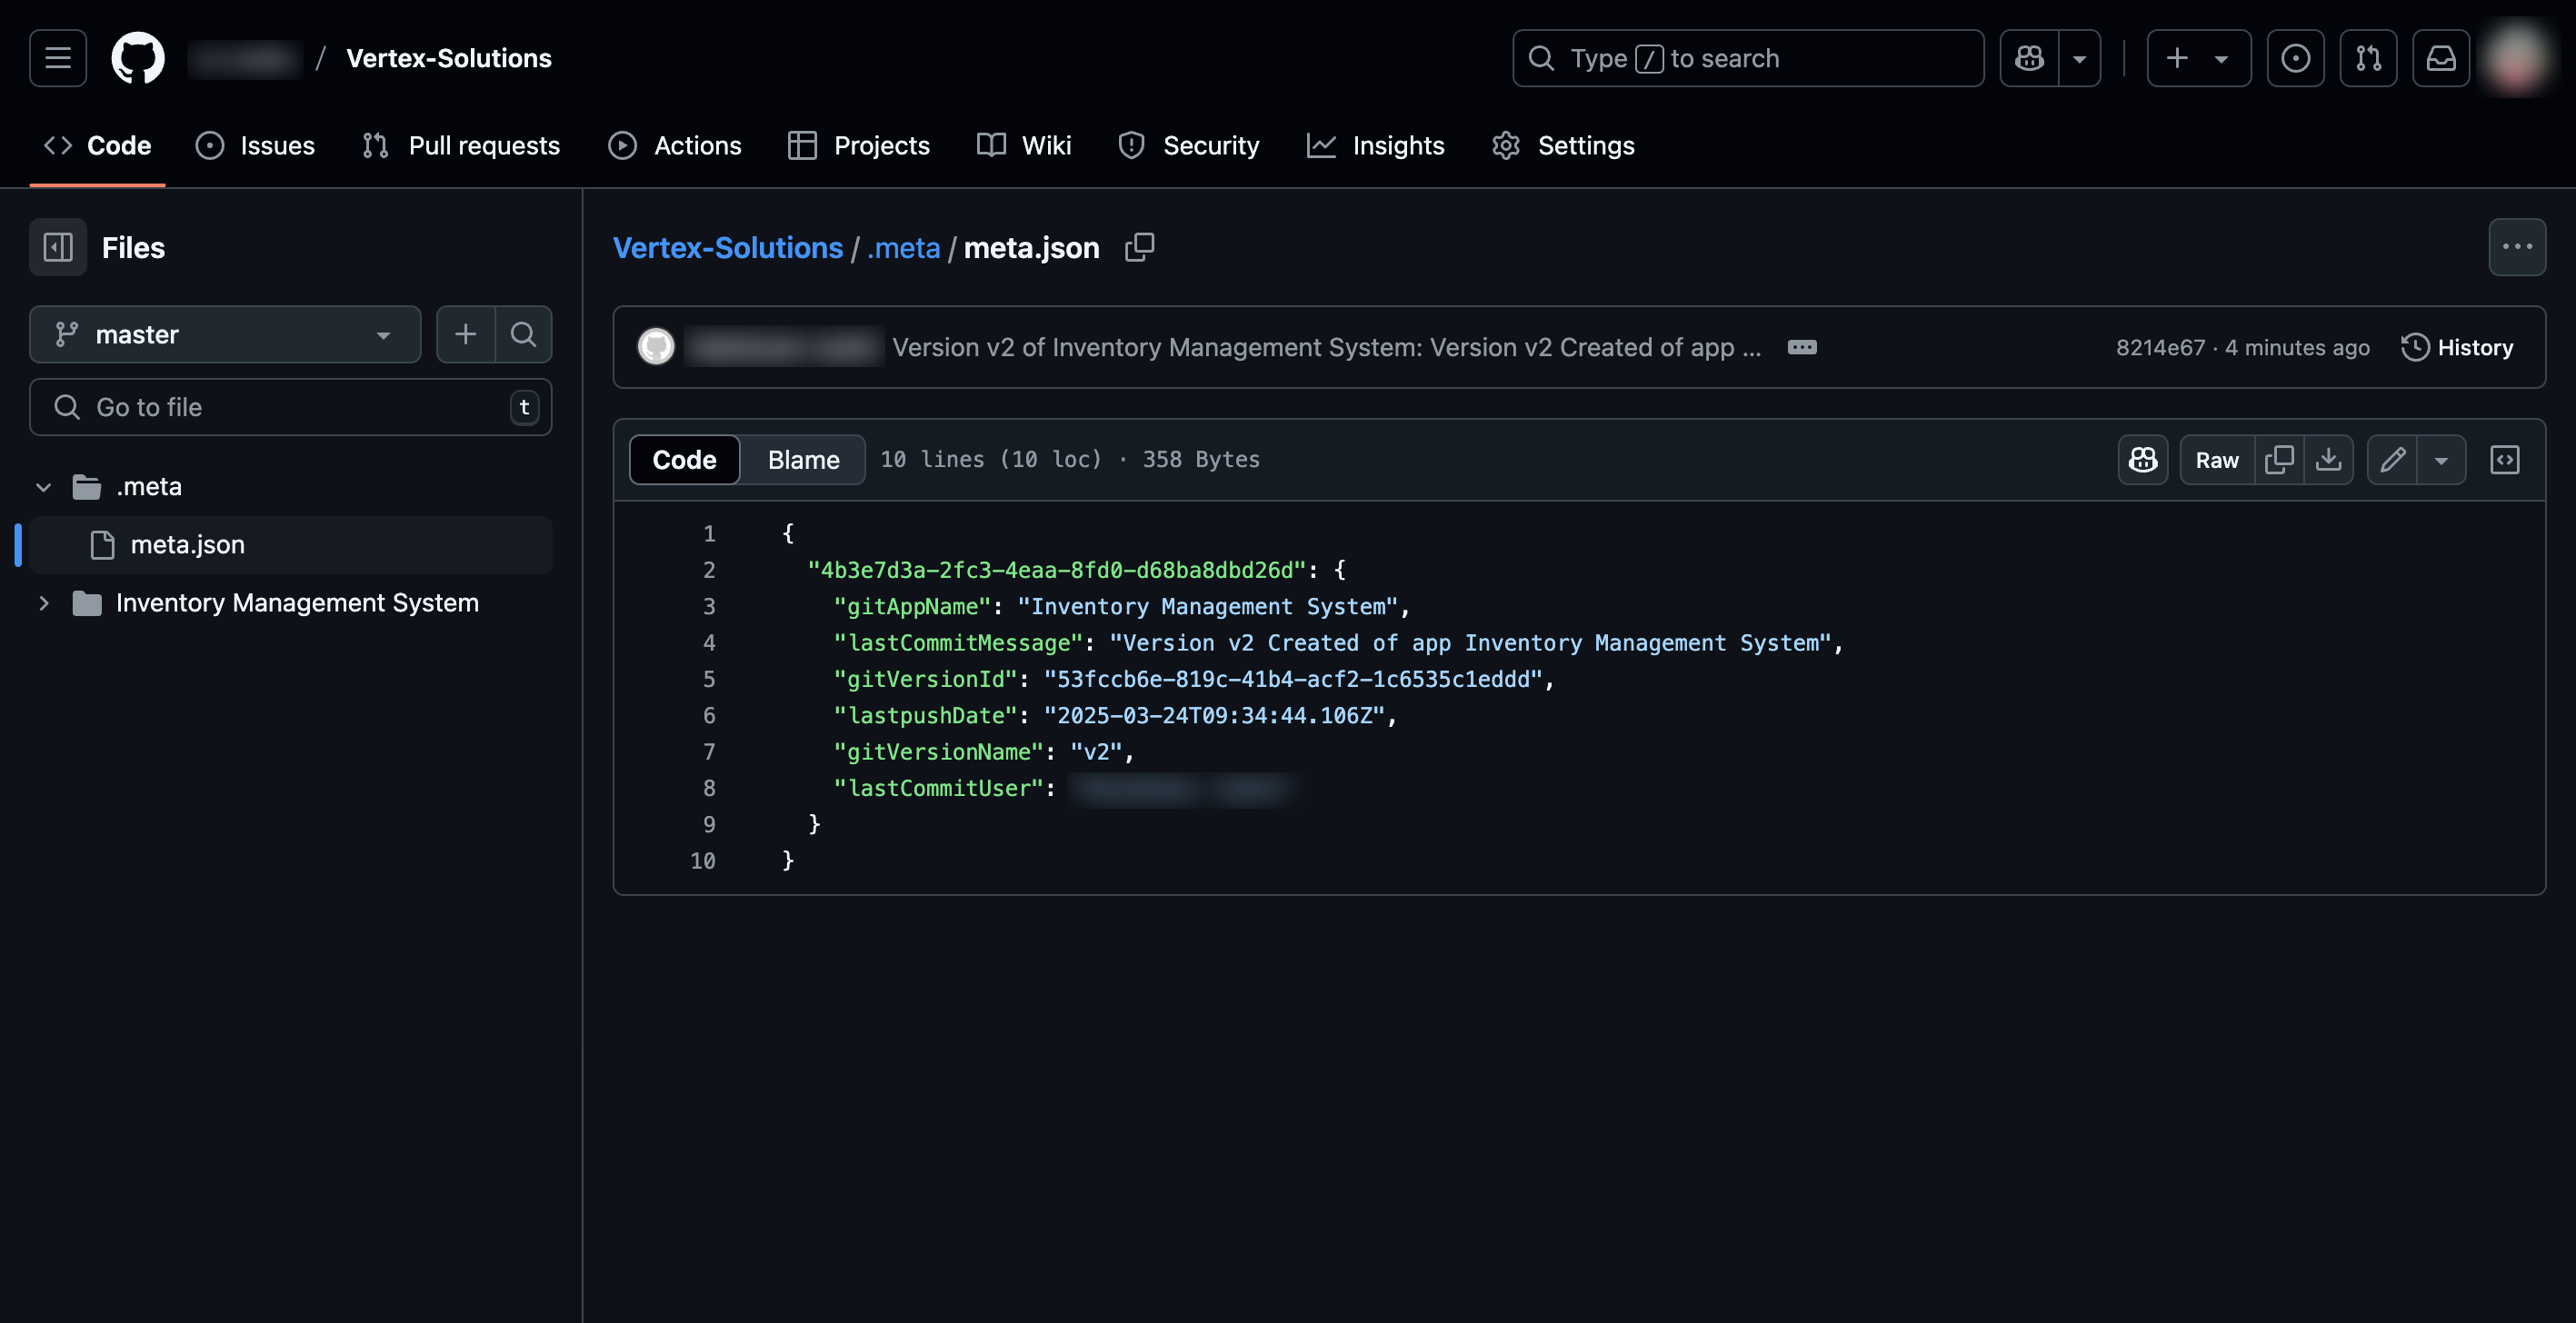 / Vertex-Solutions
Type / to search
Code
Issues
Pull requests
Actions
Projects
Wiki
Security
Insights
Settings
Files
master
Go to file
t
.meta
meta.json
Inventory Management System
Vertex-Solutions / .meta / meta.json
Version v2 of Inventory Management System: Version v2 Created of app ...
8214e67 · 4 minutes ago
History
Code
Blame
10 lines (10 loc) · 358 Bytes
Raw
1 {
2 "4b3e7d3a-2fc3-4eaa-8fd0-d68ba8dbd26d": {
3 "gitAppName": "Inventory Management System",
4 "lastCommitMessage": "Version v2 Created of app Inventory Management System",
5 "gitVersionId": "53fccb6e-819c-41b4-acf2-1c6535c1eddd",
6 "lastpushDate": "2025-03-24T09:34:44.106Z",
7 "gitVersionName": "v2",
8 "lastCommitUser":
9 }
10 }